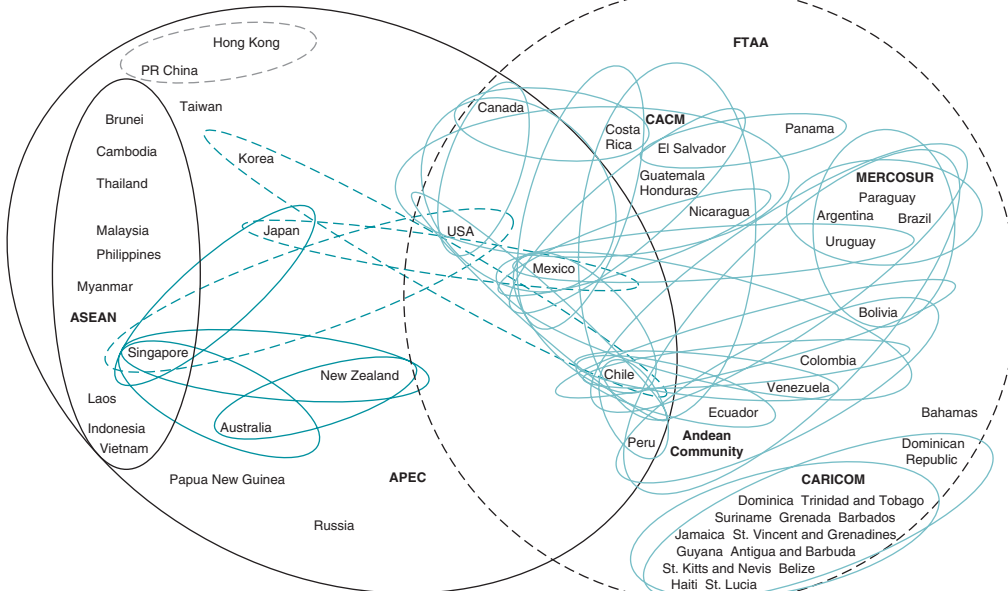 Hong Kong
PR China
Taiwan
Brunei
Cambodia
Thailand
Malaysia
Philippines
Myanmar
ASEAN
Singapore
Laos
Indonesia
Vietnam
Korea
Japan
New Zealand
Australia
Papua New Guinea
APEC
Russia
FTAA
Canada
USA
Mexico
Chile
Peru
Costa
Rica
CACM
El Salvador
Panama
Guatemala
Honduras
Nicaragua
MERCOSUR
Paraguay
Argentina Brazil
Uruguay
Bolivia
Colombia
Venezuela
Ecuador
Andean
Community
Bahamas
Dominican
Republic
CARICOM
Dominica Trinidad and Tobago
Suriname Grenada Barbados
Jamaica St. Vincent and Grenadines
Guyana Antigua and Barbuda
St. Kitts and Nevis Belize
Haiti St. Lucia